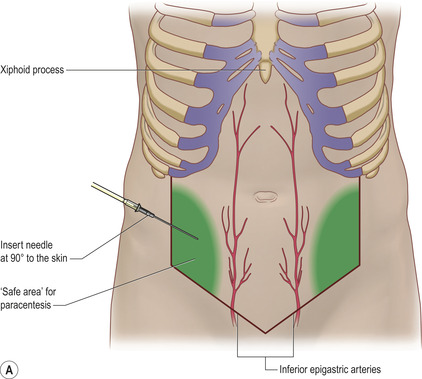 Xiphoid process
Insert needle
at 90° to the skin
‘Safe area’ for
paracentesis
Inferior epigastric arteries
A